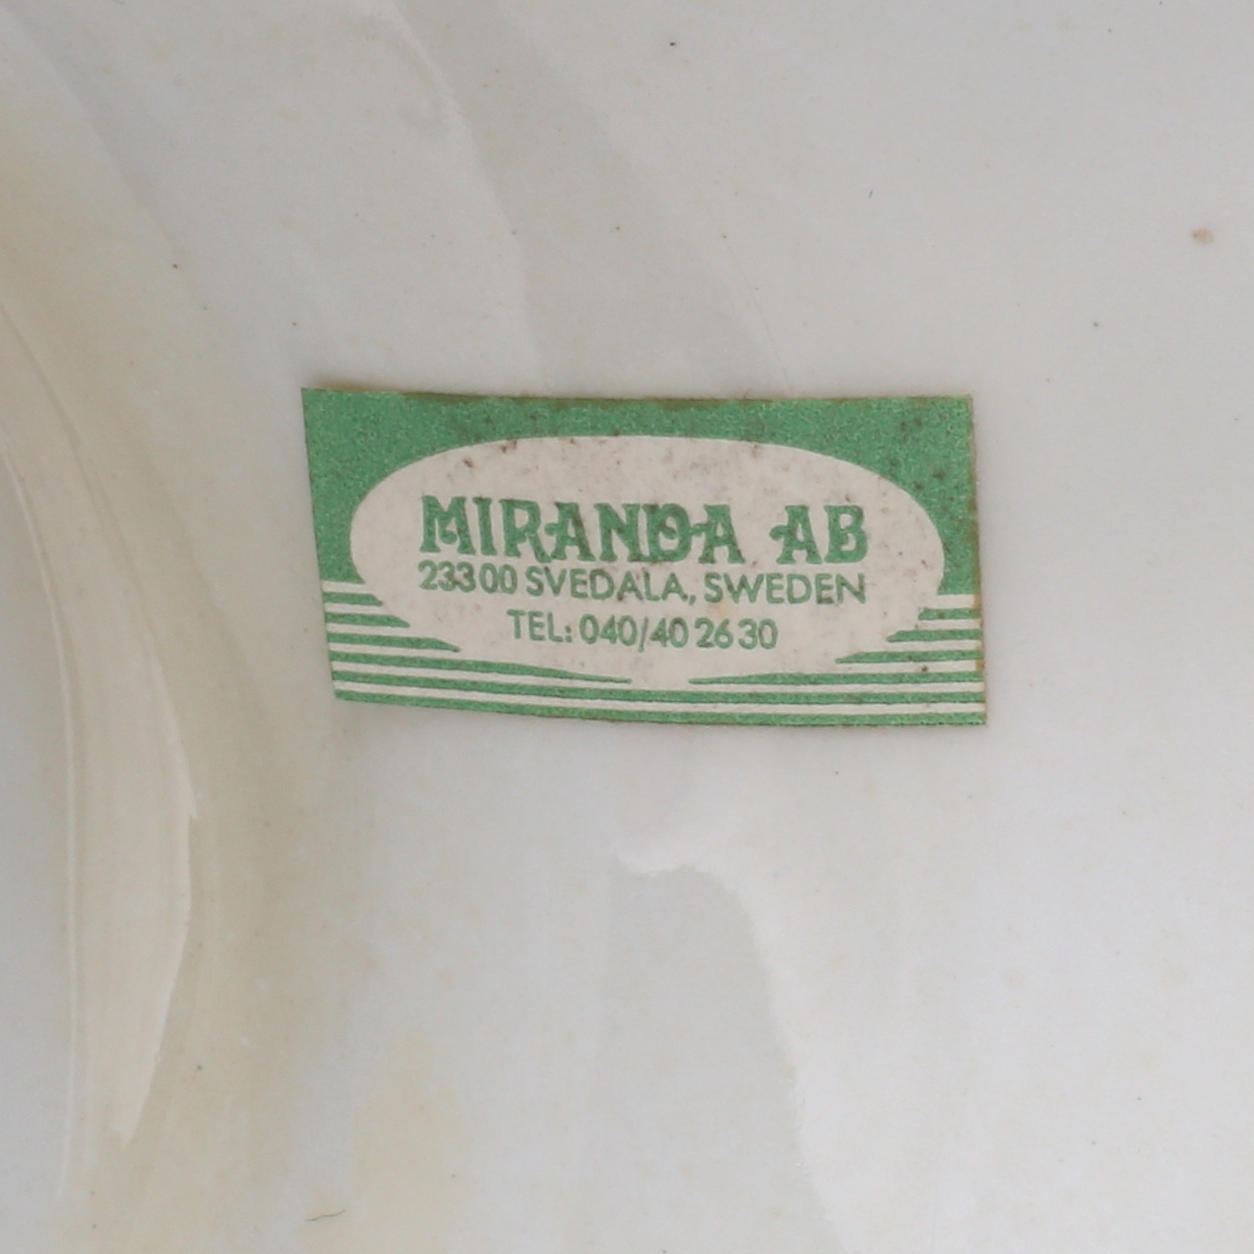 MIRANDA AB
23300 SVEDALA, SWEDEN
TEL: 040/40 26 30